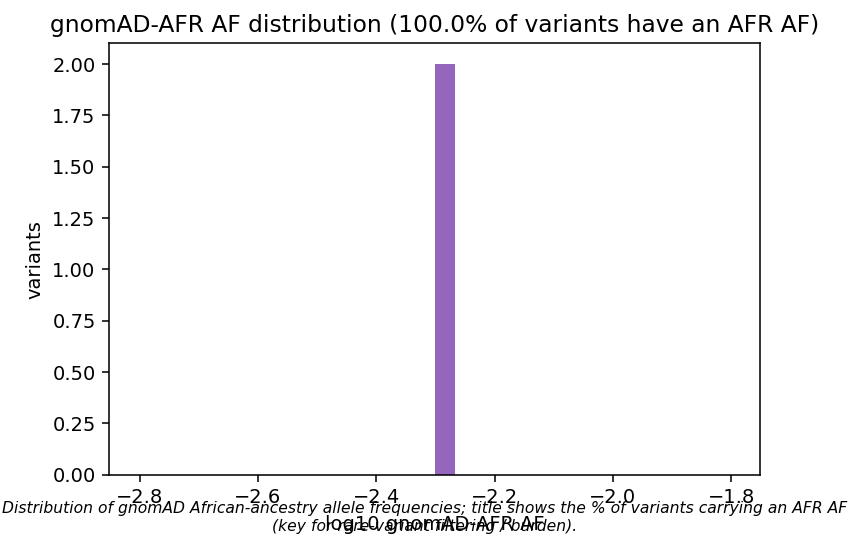 gnomAD-AFR AF distribution (100.0% of variants have an AFR AF)
2.00
1.75
1.50
1.25
1.00
0.75
0.50
0.25
0.00
variants
−2.8 −2.6 −2.4 −2.2 −2.0 −1.8
log10 gnomAD-AFR AF
Distribution of gnomAD African-ancestry allele frequencies; title shows the % of variants carrying an AFR AF
(key for rare-variant filtering / burden).